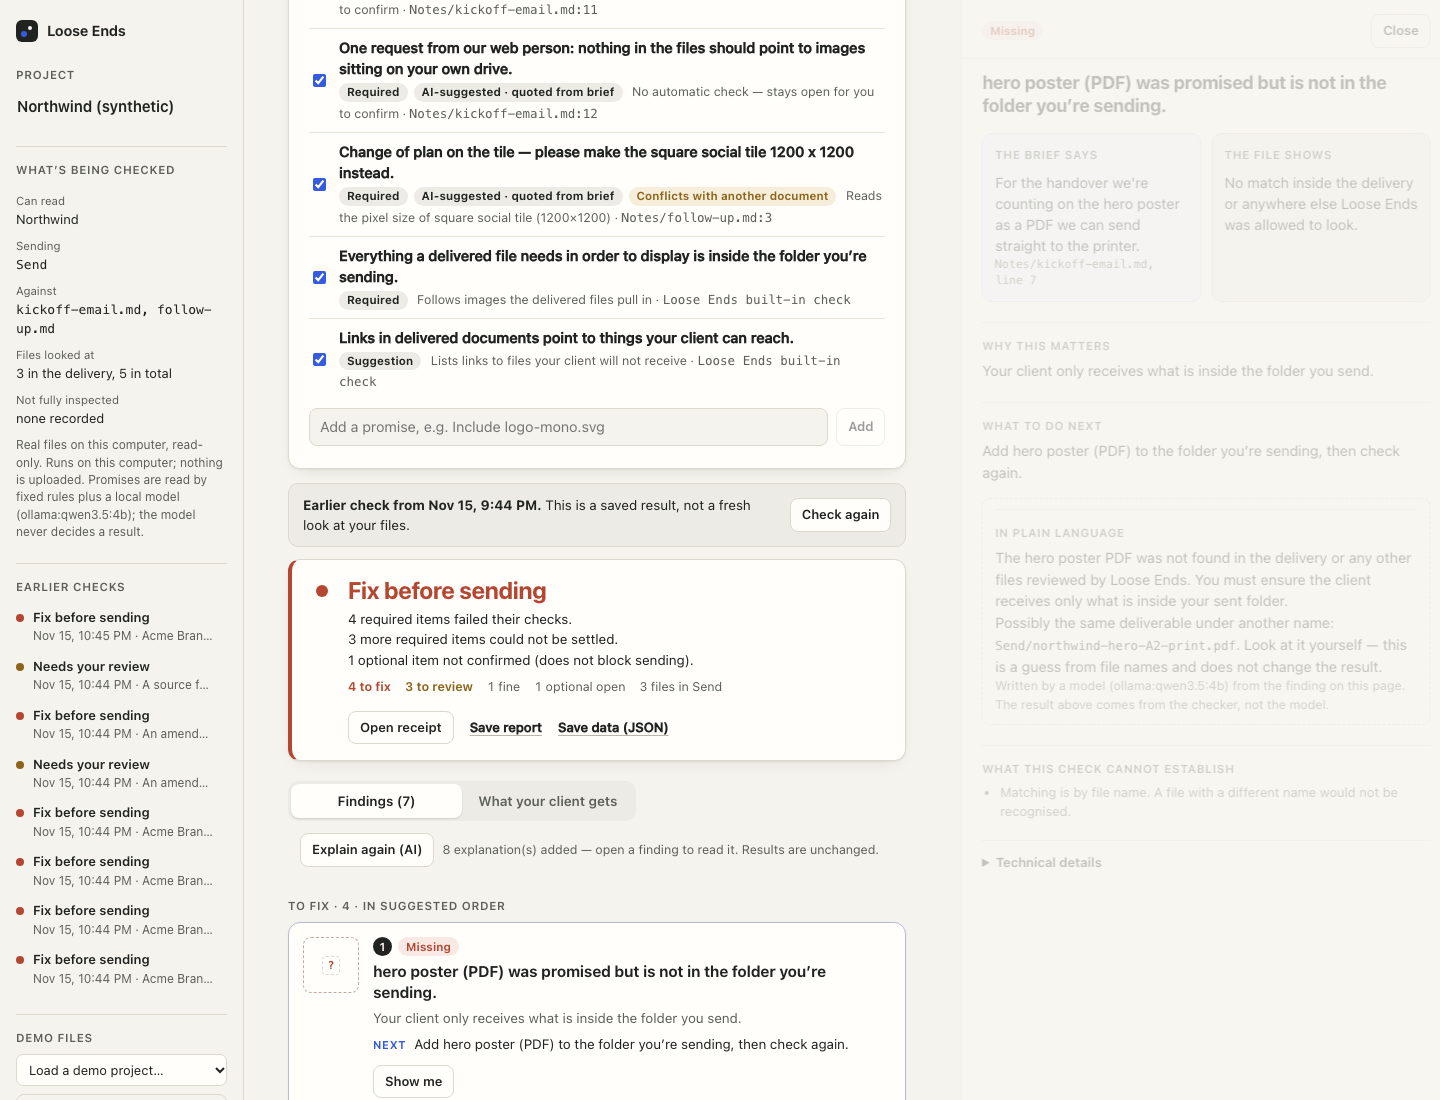 Loose Ends
PROJECT
Northwind (synthetic)
WHAT'S BEING CHECKED
Can read
Northwind
Sending
Send
Against
kickoff-email.md, follow-
up.md
Files looked at
3 in the delivery, 5 in total
Not fully inspected
none recorded
Real files on this computer, read-
only. Runs on this computer; nothing
is uploaded. Promises are read by
fixed rules plus a local model
(ollama:qwen3.5:4b); the model
never decides a result.
EARLIER CHECKS
Fix before sending
Nov 15, 10:45 PM · Acme Bran...
Needs your review
Nov 15, 10:44 PM · A source f...
Fix before sending
Nov 15, 10:44 PM · An amend...
Needs your review
Nov 15, 10:44 PM · An amend...
Fix before sending
Nov 15, 10:44 PM · Acme Bran...
Fix before sending
Nov 15, 10:44 PM · Acme Bran...
Fix before sending
Nov 15, 10:44 PM · Acme Bran...
Fix before sending
Nov 15, 10:44 PM · Acme Bran...
DEMO FILES
Load a demo project...
to confirm · Notes/kickoff-email.md:11
One request from our web person: nothing in the files should point to images
sitting on your own drive.
Required AI-suggested · quoted from brief No automatic check — stays open for you
to confirm · Notes/kickoff-email.md:12
Change of plan on the tile — please make the square social tile 1200 x 1200
instead.
Required AI-suggested · quoted from brief Conflicts with another document Reads
the pixel size of square social tile (1200×1200) · Notes/follow-up.md:3
Everything a delivered file needs in order to display is inside the folder you're
sending.
Required Follows images the delivered files pull in · Loose Ends built-in check
Links in delivered documents point to things your client can reach.
Suggestion Lists links to files your client will not receive · Loose Ends built-in
check
Add a promise, e.g. Include logo-mono.svg Add
Earlier check from Nov 15, 9:44 PM. This is a saved result, not a fresh
look at your files.
Check again
Fix before sending
4 required items failed their checks.
3 more required items could not be settled.
1 optional item not confirmed (does not block sending).
4 to fix 3 to review 1 fine 1 optional open 3 files in Send
Open receipt Save report Save data (JSON)
Findings (7) What your client gets
Explain again (AI) 8 explanation(s) added — open a finding to read it. Results are unchanged.
TO FIX · 4 · IN SUGGESTED ORDER
? 1 Missing
hero poster (PDF) was promised but is not in the folder you're
sending.
Your client only receives what is inside the folder you send.
NEXT Add hero poster (PDF) to the folder you're sending, then check again.
Show me
Missing Close
hero poster (PDF) was promised but is not in the
folder you're sending.
THE BRIEF SAYS
For the handover we're
counting on the hero poster
as a PDF we can send
straight to the printer.
Notes/kickoff-email.md,
line 7
THE FILE SHOWS
No match inside the delivery
or anywhere else Loose Ends
was allowed to look.
WHY THIS MATTERS
Your client only receives what is inside the folder you send.
WHAT TO DO NEXT
Add hero poster (PDF) to the folder you're sending, then check
again.
IN PLAIN LANGUAGE
The hero poster PDF was not found in the delivery or any other
files reviewed by Loose Ends. You must ensure the client
receives only what is inside your sent folder.
Possibly the same deliverable under another name:
Send/northwind-hero-A2-print.pdf. Look at it yourself — this
is a guess from file names and does not change the result.
Written by a model (ollama:qwen3.5:4b) from the finding on this page.
The result above comes from the checker, not the model.
WHAT THIS CHECK CANNOT ESTABLISH
• Matching is by file name. A file with a different name would not be
recognised.
Technical details